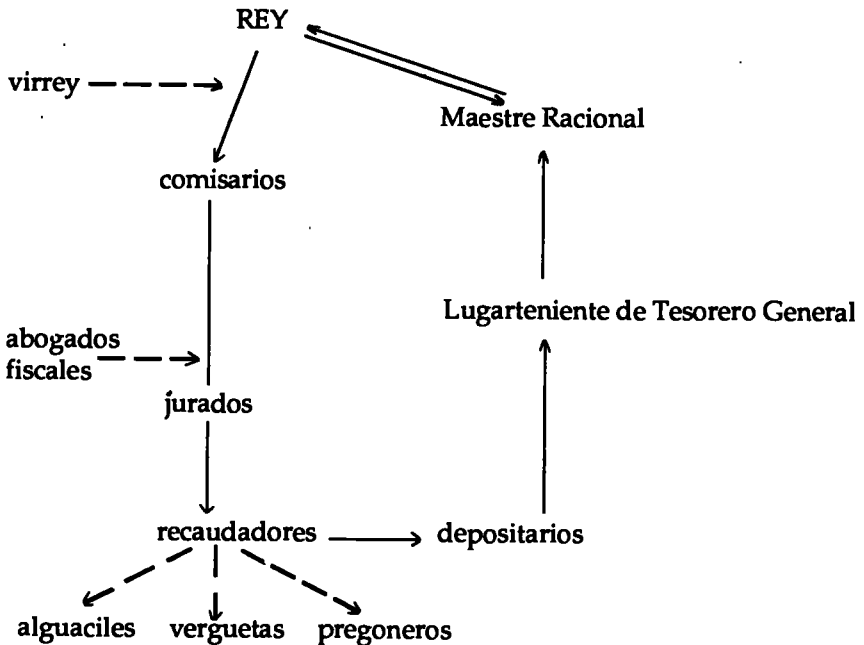 REY
virrey
Maestre Racional
comisarios
Lugarteniente de Tesorero General
abogados
fiscales
jurados
recaudadores
depositarios
alguaciles
verguetas
pregoneros